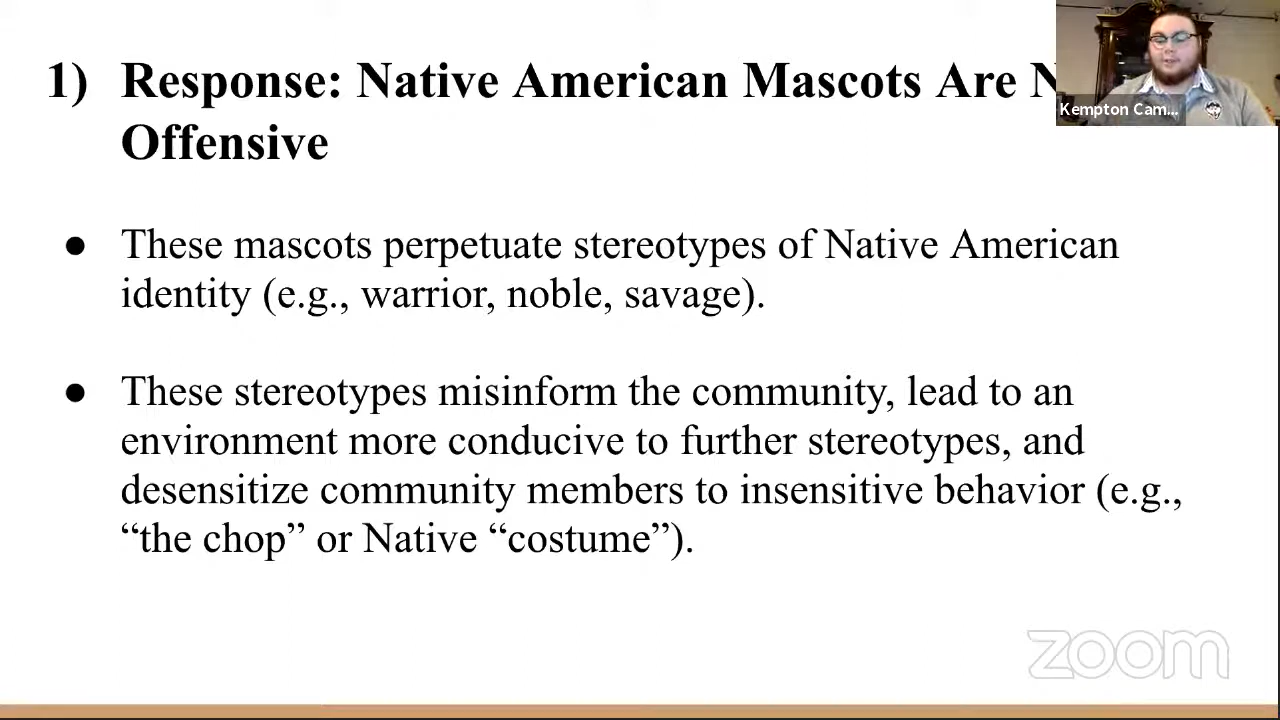 1) Response: Native American Mascots Are
Offensive
● These mascots perpetuate stereotypes of Native American
identity (e.g., warrior, noble, savage).
● These stereotypes misinform the community, lead to an
environment more conducive to further stereotypes, and
desensitize community members to insensitive behavior (e.g.,
“the chop” or Native “costume”).
Kempton Cam...
zoom